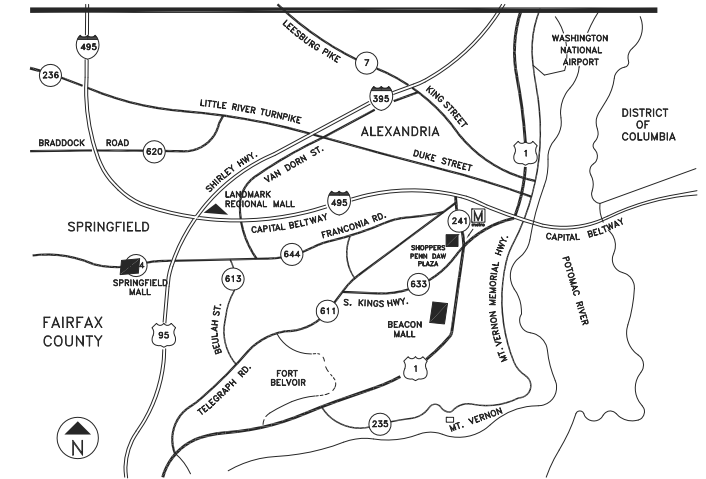 495
LEESBURG PIKE
WASHINGTON
NATIONAL
AIRPORT
7
236
395
KING STREET
LITTLE RIVER TURNPIKE
DISTRICT
OF
COLUMBIA
ALEXANDRIA
BRADDOCK ROAD
620
SHIRLEY HWY.
VAN DORN ST.
DUKE STREET
1
LANDMARK
REGIONAL MALL
495
CAPITAL BELTWAY
FRANCONIA RD.
241
M
metro
SPRINGFIELD
CAPITAL BELTWAY
SHOPPERS
PENN DAW
PLAZA
644
4
SPRINGFIELD
MALL
613
633
S. KINGS HWY.
611
MT. VERNON MEMORIAL HWY.
POTOMAC RIVER
FAIRFAX
COUNTY
95
BEULAH ST.
BEACON
MALL
1
TELEGRAPH RD.
FORT
BELVOIR
235
MT. VERNON
N